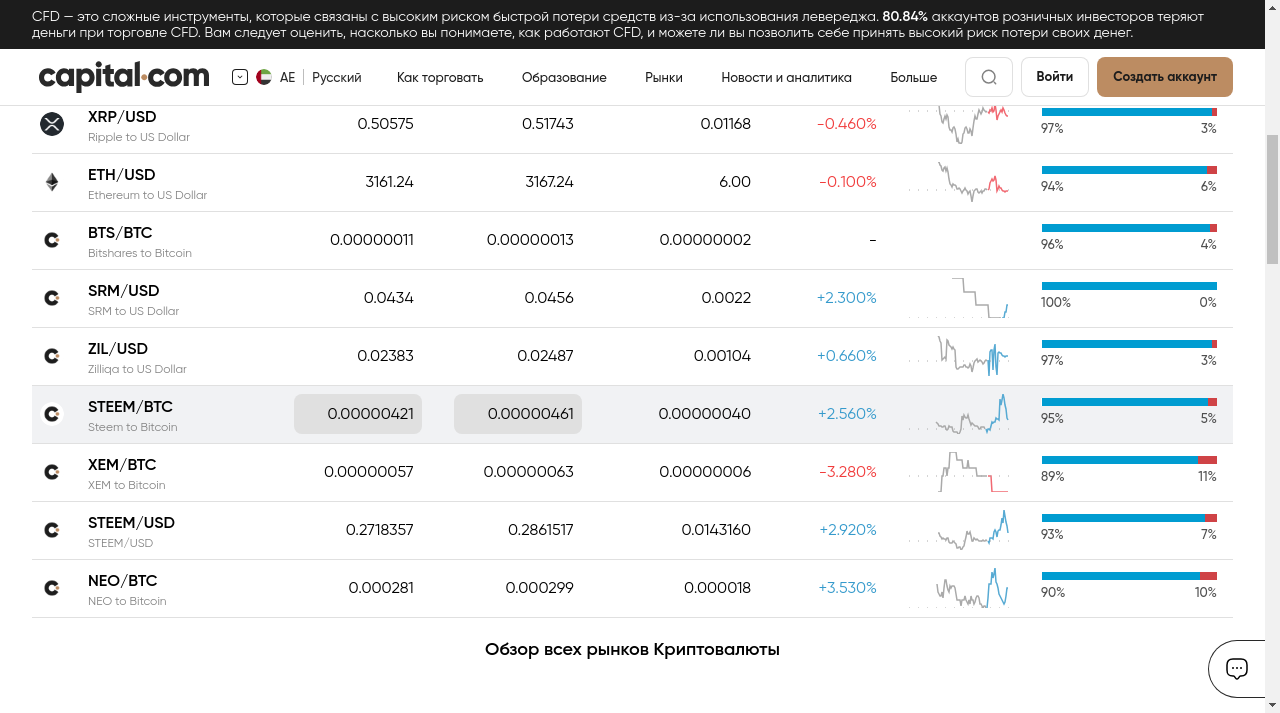 CFD — это сложные инструменты, которые связаны с высоким риском быстрой потери средств из-за использования левереджа. 80.84% аккаунтов розничных инвесторов теряют
деньги при торговле CFD. Вам следует оценить, насколько вы понимаете, как работают CFD, и можете ли вы позволить себе принять высокий риск потери своих денег.
capital.com AE Русский Как торговать Образование Рынки Новости и аналитика Больше Войти Создать аккаунт
XRP/USD 0.50575 0.51743 0.01168 -0.460%
Ripple to US Dollar 97% 3%
ETH/USD 3161.24 3167.24 6.00 -0.100%
Ethereum to US Dollar 94% 6%
BTS/BTC 0.00000011 0.00000013 0.00000002 -
Bitshares to Bitcoin 96% 4%
SRM/USD 0.0434 0.0456 0.0022 +2.300%
SRM to US Dollar 100% 0%
ZIL/USD 0.02383 0.02487 0.00104 +0.660%
Zilliqa to US Dollar 97% 3%
STEEM/BTC 0.00000421 0.00000461 0.00000040 +2.560%
Steem to Bitcoin 95% 5%
XEM/BTC 0.00000057 0.00000063 0.00000006 -3.280%
XEM to Bitcoin 89% 11%
STEEM/USD 0.2718357 0.2861517 0.0143160 +2.920%
STEEM/USD 93% 7%
NEO/BTC 0.000281 0.000299 0.000018 +3.530%
NEO to Bitcoin 90% 10%
Обзор всех рынков Криптовалюты